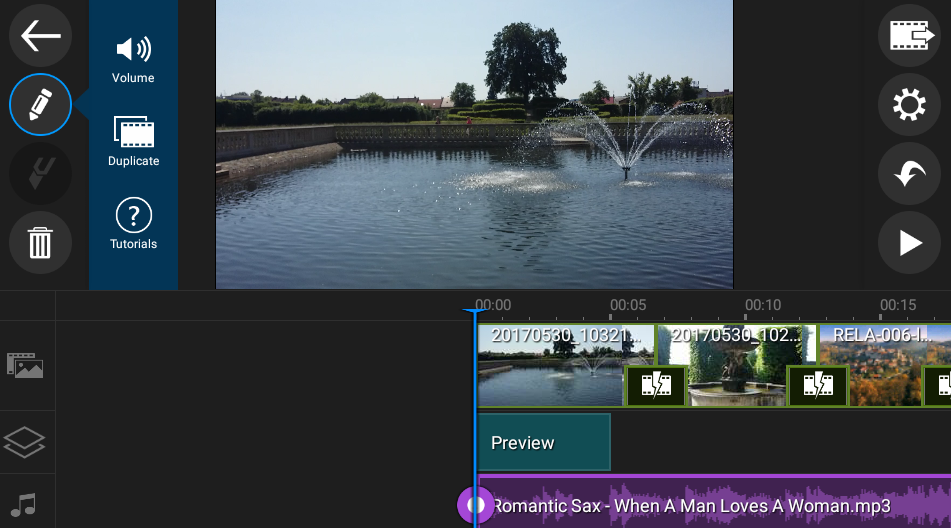 Volume
Duplicate
?
Tutorials
00:00
00:05
00:10
00:15
20170530_10321...
20170530_102...
RELA-006-I...
Preview
Romantic Sax - When A Man Loves A Woman.mp3